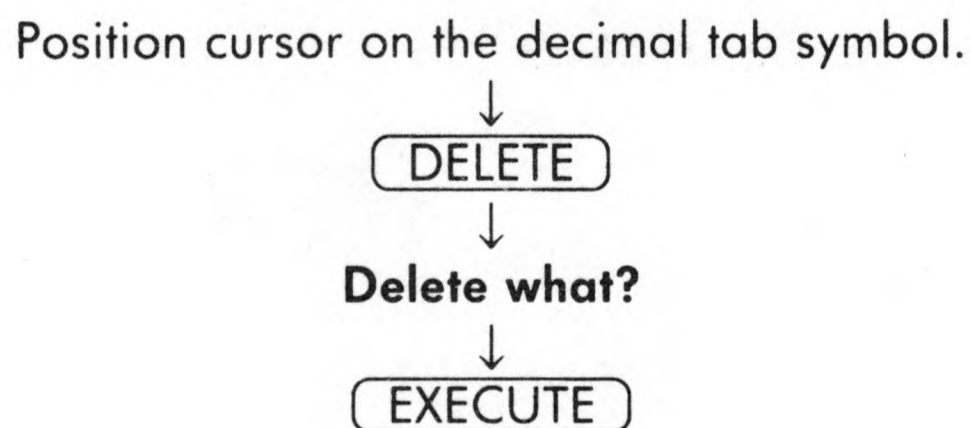 Position cursor on the decimal tab symbol.
DELETE
Delete what?
EXECUTE